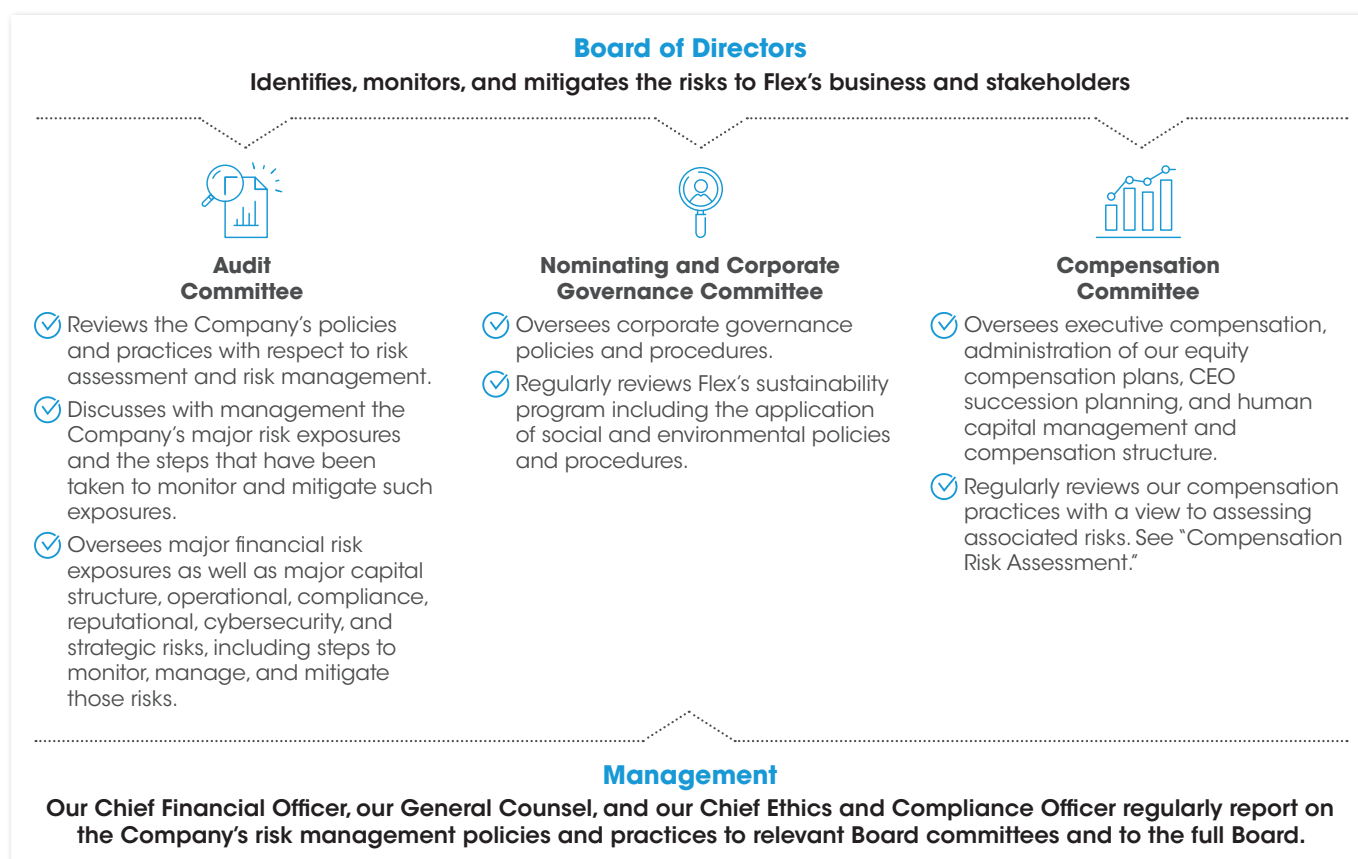 Board of Directors
Identifies, monitors, and mitigates the risks to Flex’s business and stakeholders
Audit
Committee
Reviews the Company’s policies
and practices with respect to risk
assessment and risk management.
Discusses with management the
Company’s major risk exposures
and the steps that have been
taken to monitor and mitigate such
exposures.
Oversees major financial risk
exposures as well as major capital
structure, operational, compliance,
reputational, cybersecurity, and
strategic risks, including steps to
monitor, manage, and mitigate
those risks.
Nominating and Corporate
Governance Committee
Oversees corporate governance
policies and procedures.
Regularly reviews Flex’s sustainability
program including the application
of social and environmental policies
and procedures.
Compensation
Committee
Oversees executive compensation,
administration of our equity
compensation plans, CEO
succession planning, and human
capital management and
compensation structure.
Regularly reviews our compensation
practices with a view to assessing
associated risks. See “Compensation
Risk Assessment.”
Management
Our Chief Financial Officer, our General Counsel, and our Chief Ethics and Compliance Officer regularly report on
the Company’s risk management policies and practices to relevant Board committees and to the full Board.